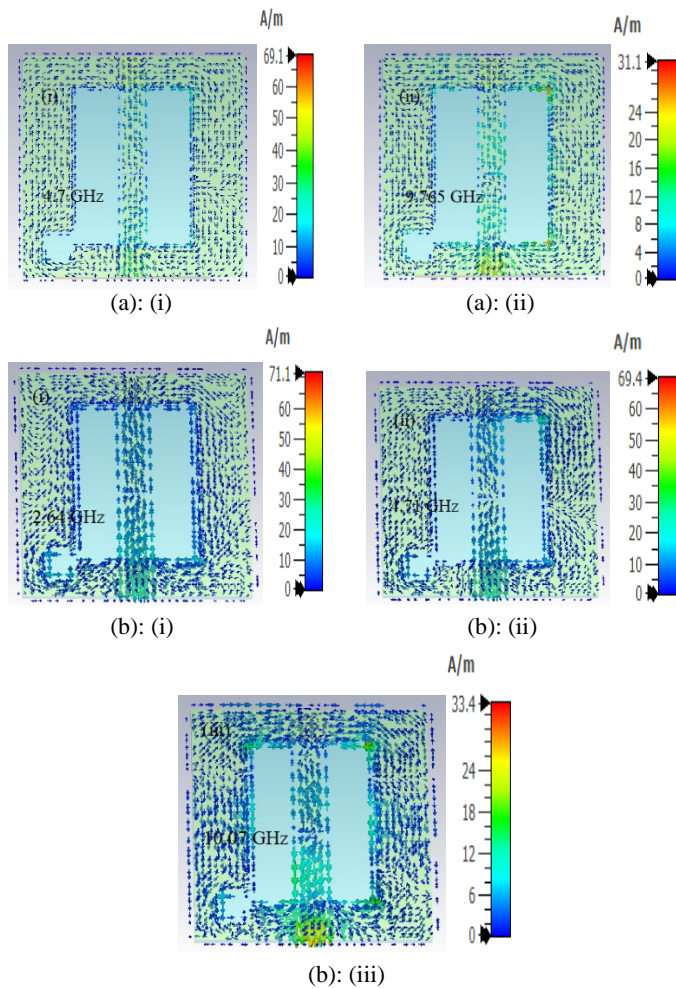 A/m
69.1
60
50
40
30
20
10
0
(i)
4.7 GHz
(a): (i)
A/m
31.1
24
20
16
12
8
4
0
(ii)
9.765 GHz
(a): (ii)
A/m
71.1
60
50
40
30
20
10
0
(i)
2.64 GHz
(b): (i)
A/m
69.4
60
50
40
30
20
10
0
(ii)
4.71 GHz
(b): (ii)
A/m
33.4
24
18
12
6
0
(iii)
10.07 GHz
(b): (iii)